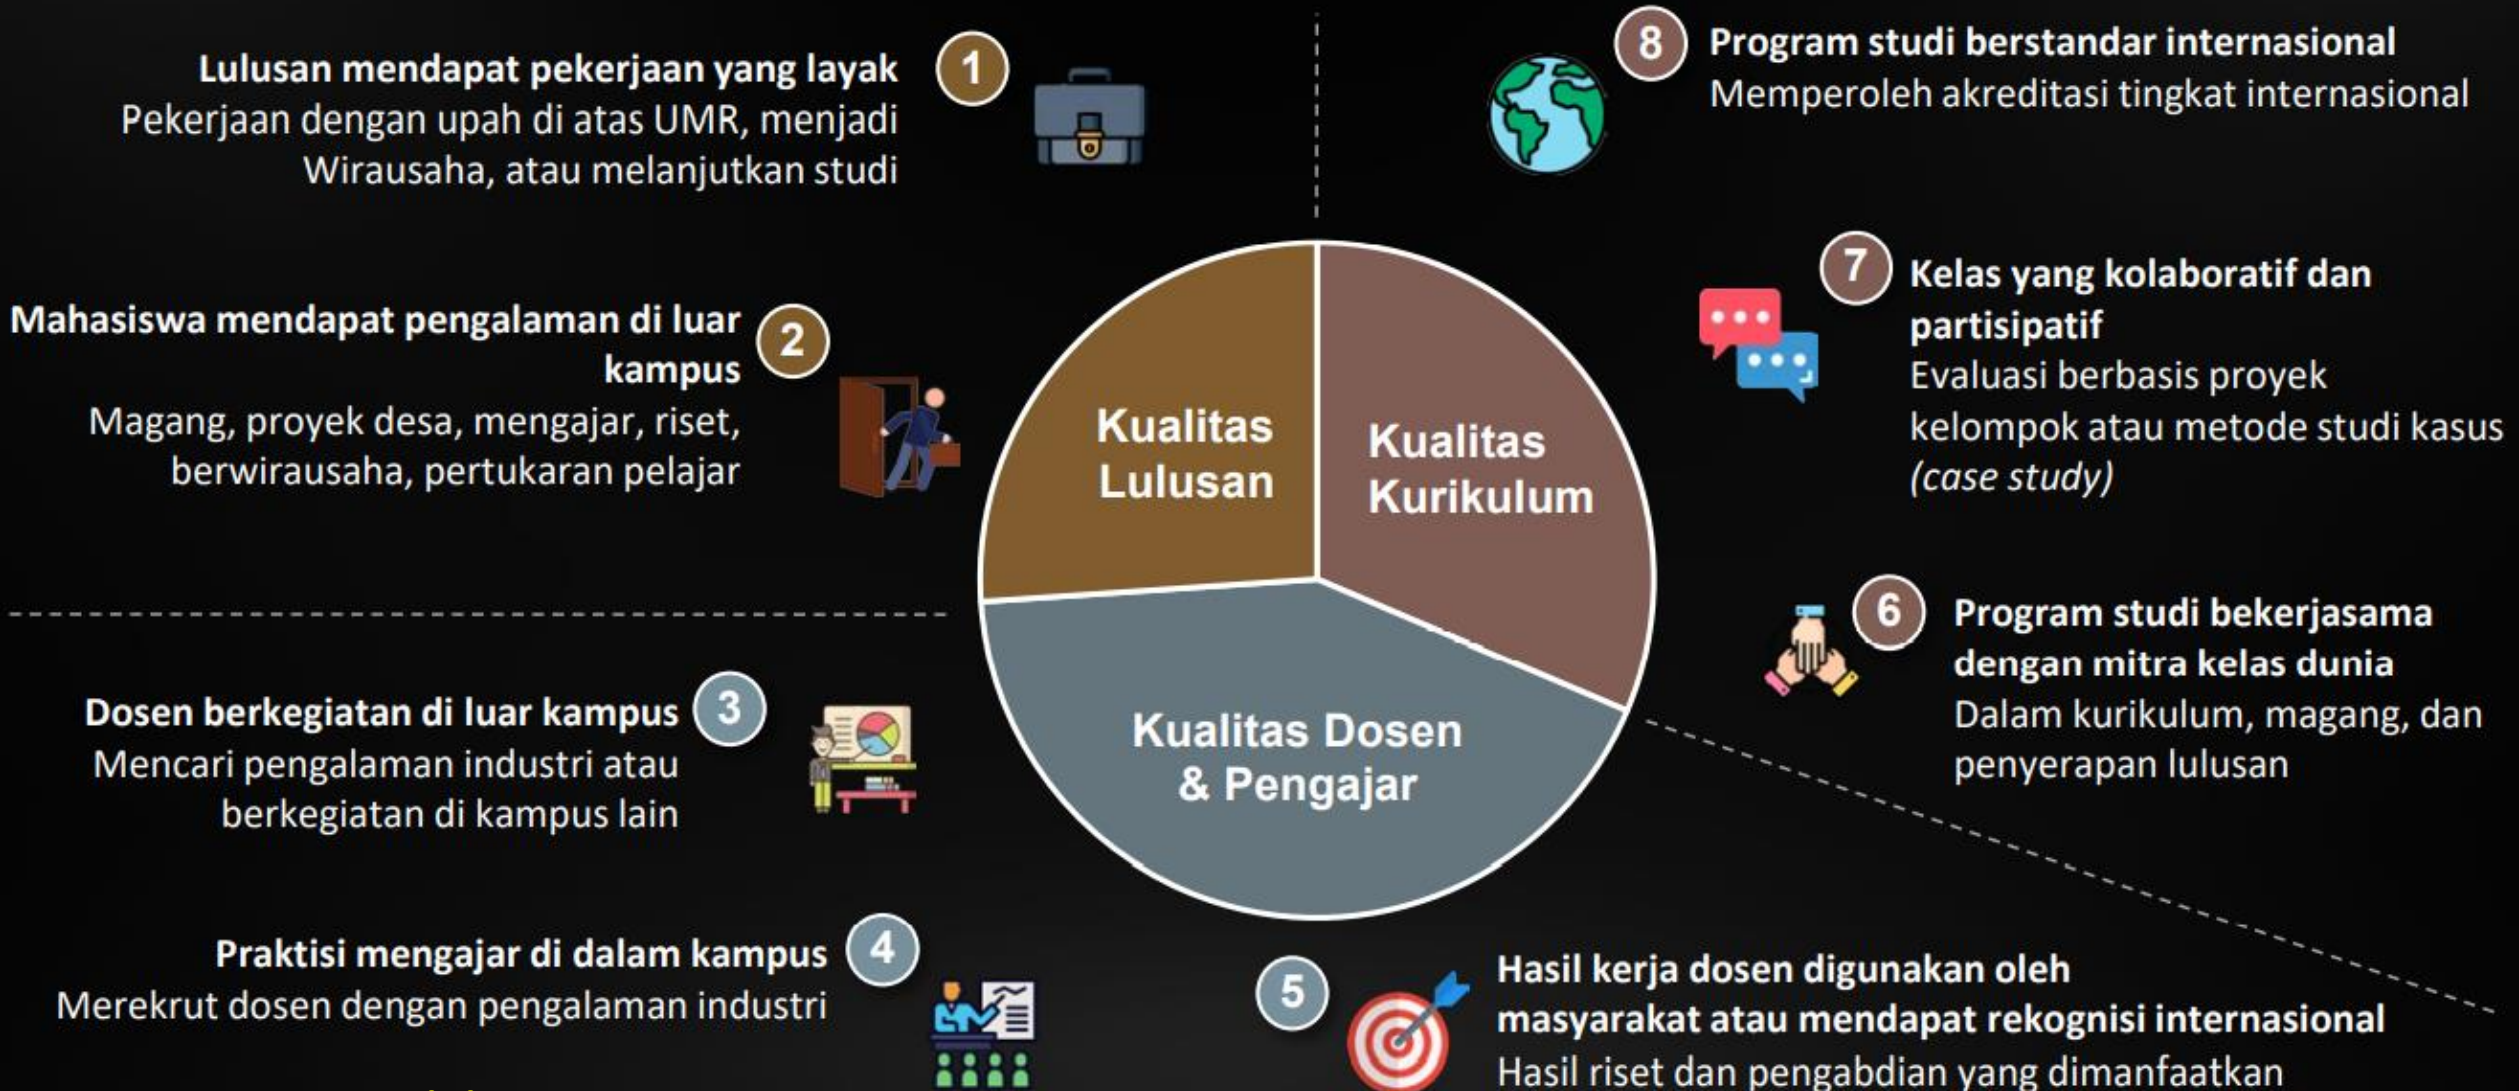 1
Lulusan mendapat pekerjaan yang layak
Pekerjaan dengan upah di atas UMR, menjadi
Wirausaha, atau melanjutkan studi
2
Mahasiswa mendapat pengalaman di luar
kampus
Magang, proyek desa, mengajar, riset,
berwirausaha, pertukaran pelajar
3
Dosen berkegiatan di luar kampus
Mencari pengalaman industri atau
berkegiatan di kampus lain
4
Praktisi mengajar di dalam kampus
Merekrut dosen dengan pengalaman industri
5
Hasil kerja dosen digunakan oleh
masyarakat atau mendapat rekognisi internasional
Hasil riset dan pengabdian yang dimanfaatkan
6
Program studi bekerjasama
dengan mitra kelas dunia
Dalam kurikulum, magang, dan
penyerapan lulusan
7
Kelas yang kolaboratif dan
partisipatif
Evaluasi berbasis proyek
kelompok atau metode studi kasus
(case study)
8
Program studi berstandar internasional
Memperoleh akreditasi tingkat internasional
Kualitas
Lulusan
Kualitas
Kurikulum
Kualitas Dosen
& Pengajar